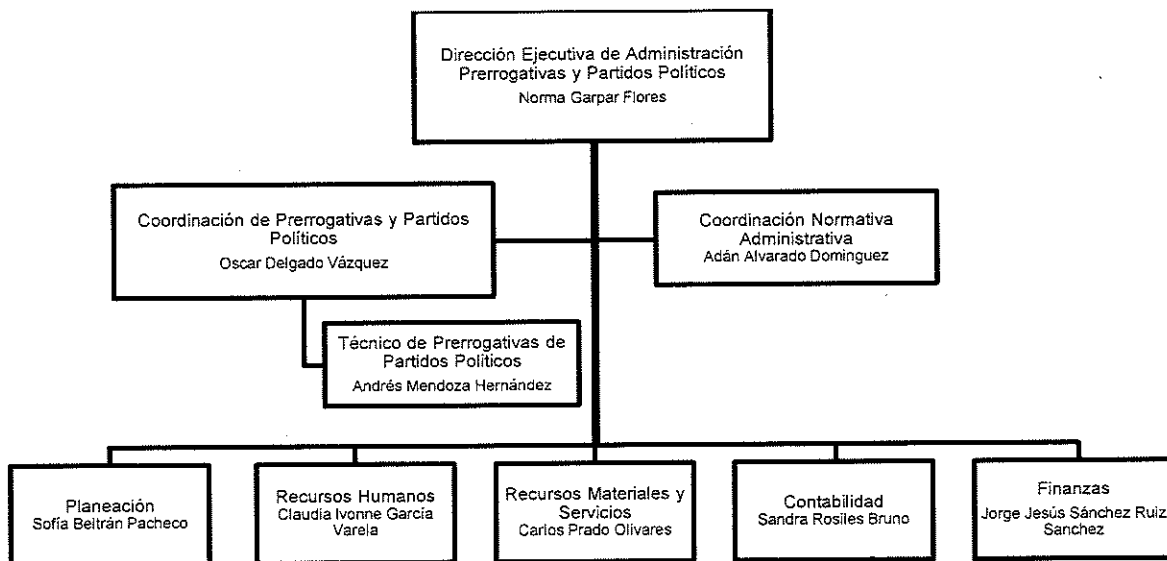 Dirección Ejecutiva de Administración
Prerrogativas y Partidos Políticos
Norma Garpar Flores
Coordinación de Prerrogativas y Partidos
Políticos
Oscar Delgado Vázquez
Coordinación Normativa
Administrativa
Adán Alvarado Dominguez
Técnico de Prerrogativas de
Partidos Políticos
Andrés Mendoza Hernández
Planeación
Sofía Beltrán Pacheco
Recursos Humanos
Claudia Ivonne García
Varela
Recursos Materiales y
Servicios
Carlos Prado Olivares
Contabilidad
Sandra Rosiles Bruno
Finanzas
Jorge Jesús Sánchez Ruiz
Sanchez